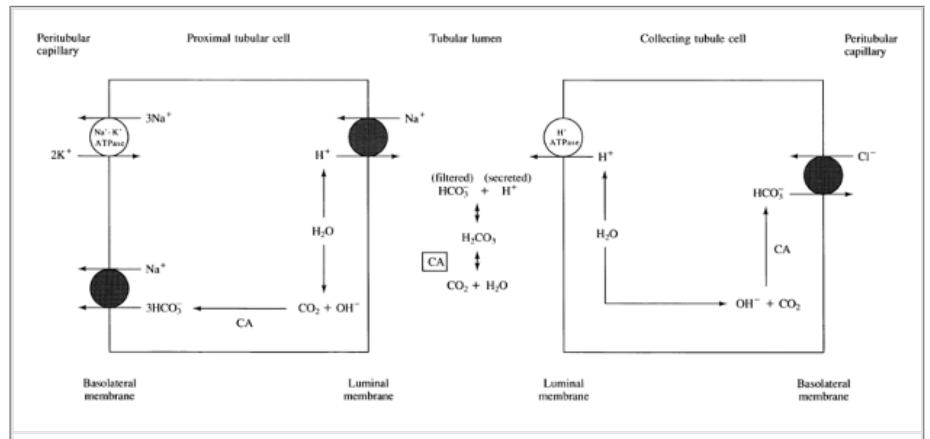 Peritubular
capillary
Proximal tubular cell
Tubular lumen
Collecting tubule cell
Peritubular
capillary
3Na⁺
Na⁺-K⁺
ATPase
2K⁺
Na⁺
H⁺
H₂O
Na⁺
3HCO₃⁻
CA
CO₂ + OH⁻
(filtered) (secreted)
HCO₃⁻ + H⁺
H₂CO₃
CA
CO₂ + H₂O
H⁺
ATPase
H⁺
H₂O
Cl⁻
HCO₃⁻
CA
OH⁻ + CO₂
Basolateral
membrane
Luminal
membrane
Luminal
membrane
Basolateral
membrane